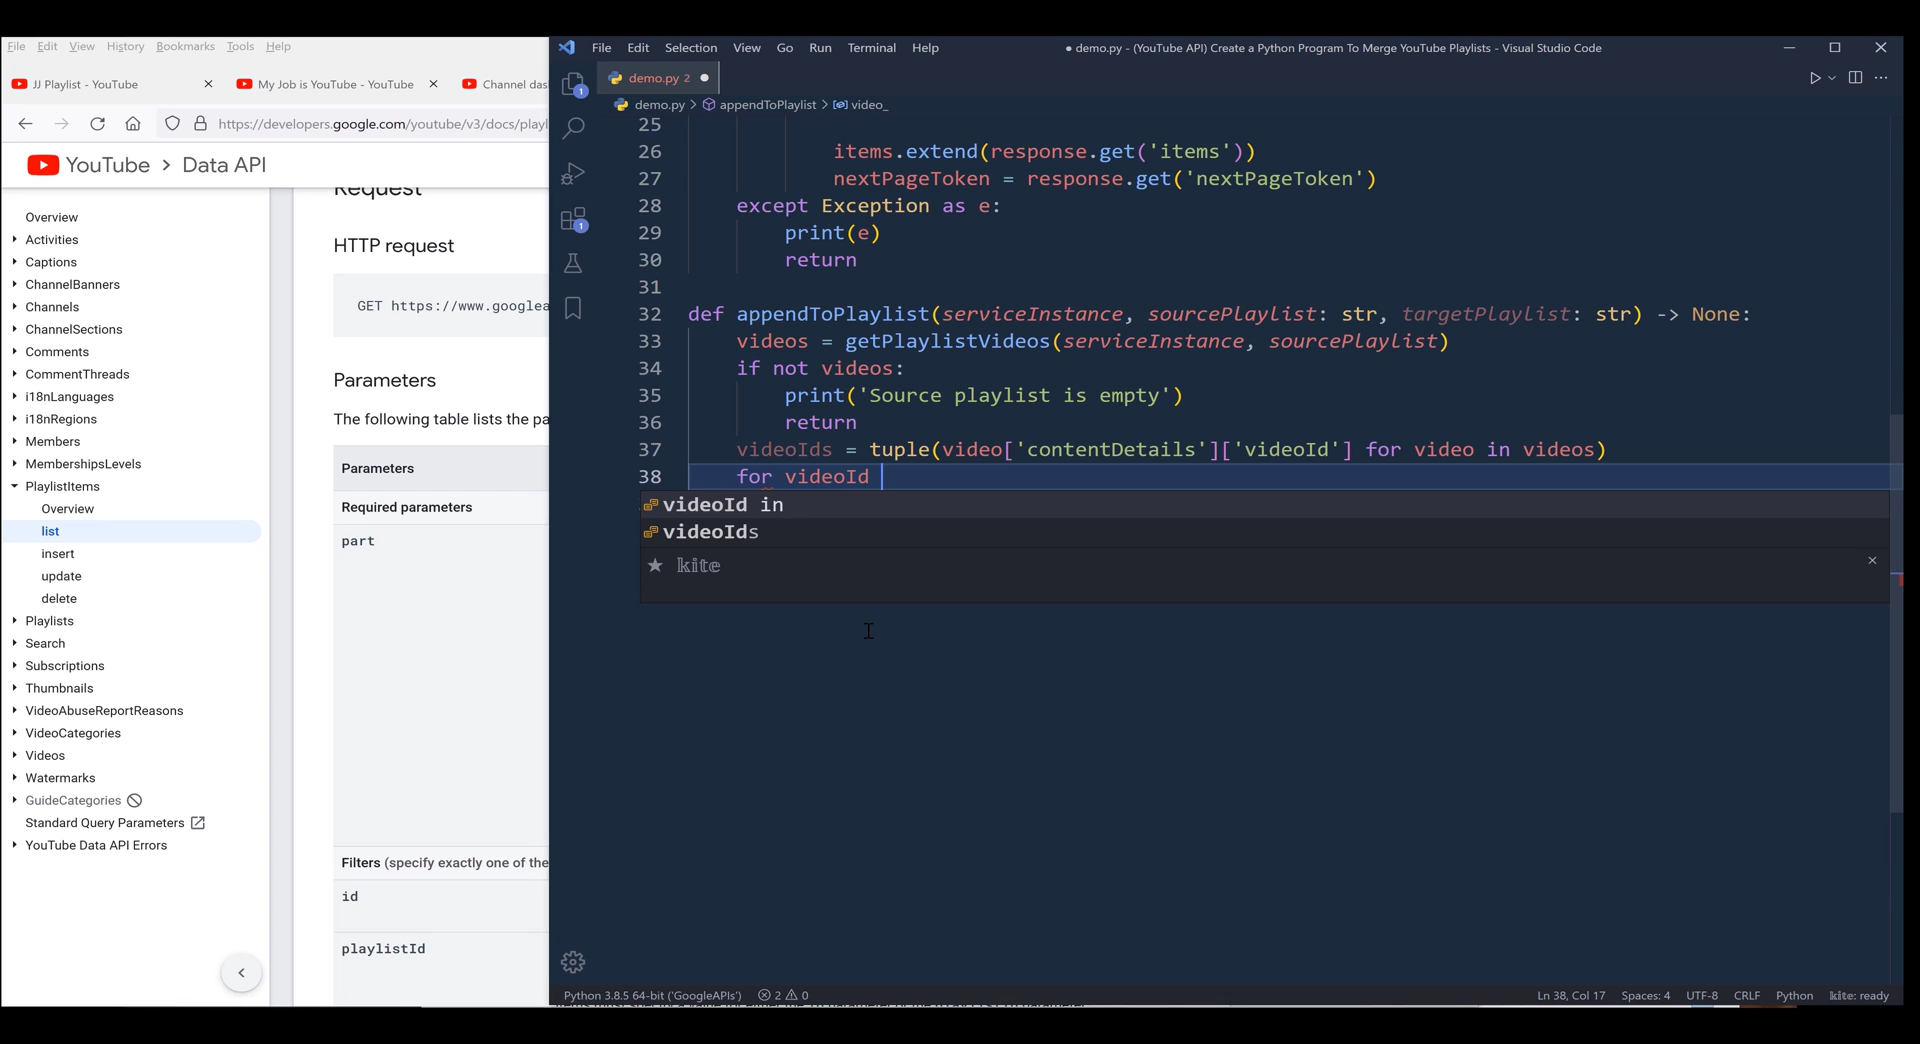 File Edit View History Bookmarks Tools Help
JJ Playlist - YouTube
My Job is YouTube - YouTube
Channel das
https://developers.google.com/youtube/v3/docs/playl
YouTube > Data API
Overview
Activities
Captions
ChannelBanners
Channels
ChannelSections
Comments
CommentThreads
i18nLanguages
i18nRegions
Members
MembershipsLevels
PlaylistItems
Overview
list
insert
update
delete
Playlists
Search
Subscriptions
Thumbnails
VideoAbuseReportReasons
VideoCategories
Videos
Watermarks
GuideCategories
Standard Query Parameters
YouTube Data API Errors
Request
HTTP request
GET https://www.googlea
Parameters
The following table lists the pa
Parameters
Required parameters
part
Filters (specify exactly one of the
id
playlistId
File Edit Selection View Go Run Terminal Help
● demo.py - (YouTube API) Create a Python Program To Merge YouTube Playlists - Visual Studio Code
demo.py 2
demo.py > appendToPlaylist > video_
1
1
25
26 items.extend(response.get('items'))
27 nextPageToken = response.get('nextPageToken')
28 except Exception as e:
29 print(e)
30 return
31
32 def appendToPlaylist(serviceInstance, sourcePlaylist: str, targetPlaylist: str) -> None:
33 videos = getPlaylistVideos(serviceInstance, sourcePlaylist)
34 if not videos:
35 print('Source playlist is empty')
36 return
37 videoIds = tuple(video['contentDetails']['videoId'] for video in videos)
38 for videoId
videoId in
videoIds
kite
Python 3.8.5 64-bit ('GoogleAPIs') 2 0
Ln 38, Col 17 Spaces: 4 UTF-8 CRLF Python kite: ready